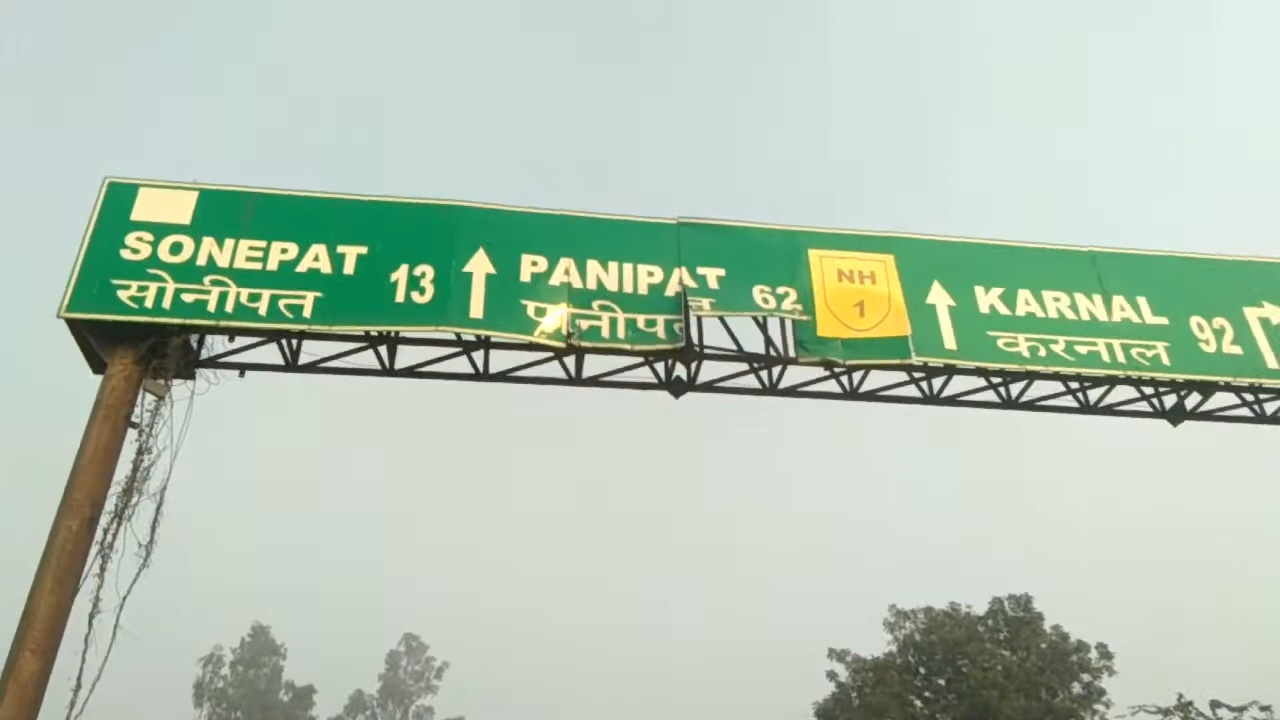 SONEPAT 13
सोनीपत
PANIPAT 62
पानीपत
NH
1
KARNAL 92
करनाल